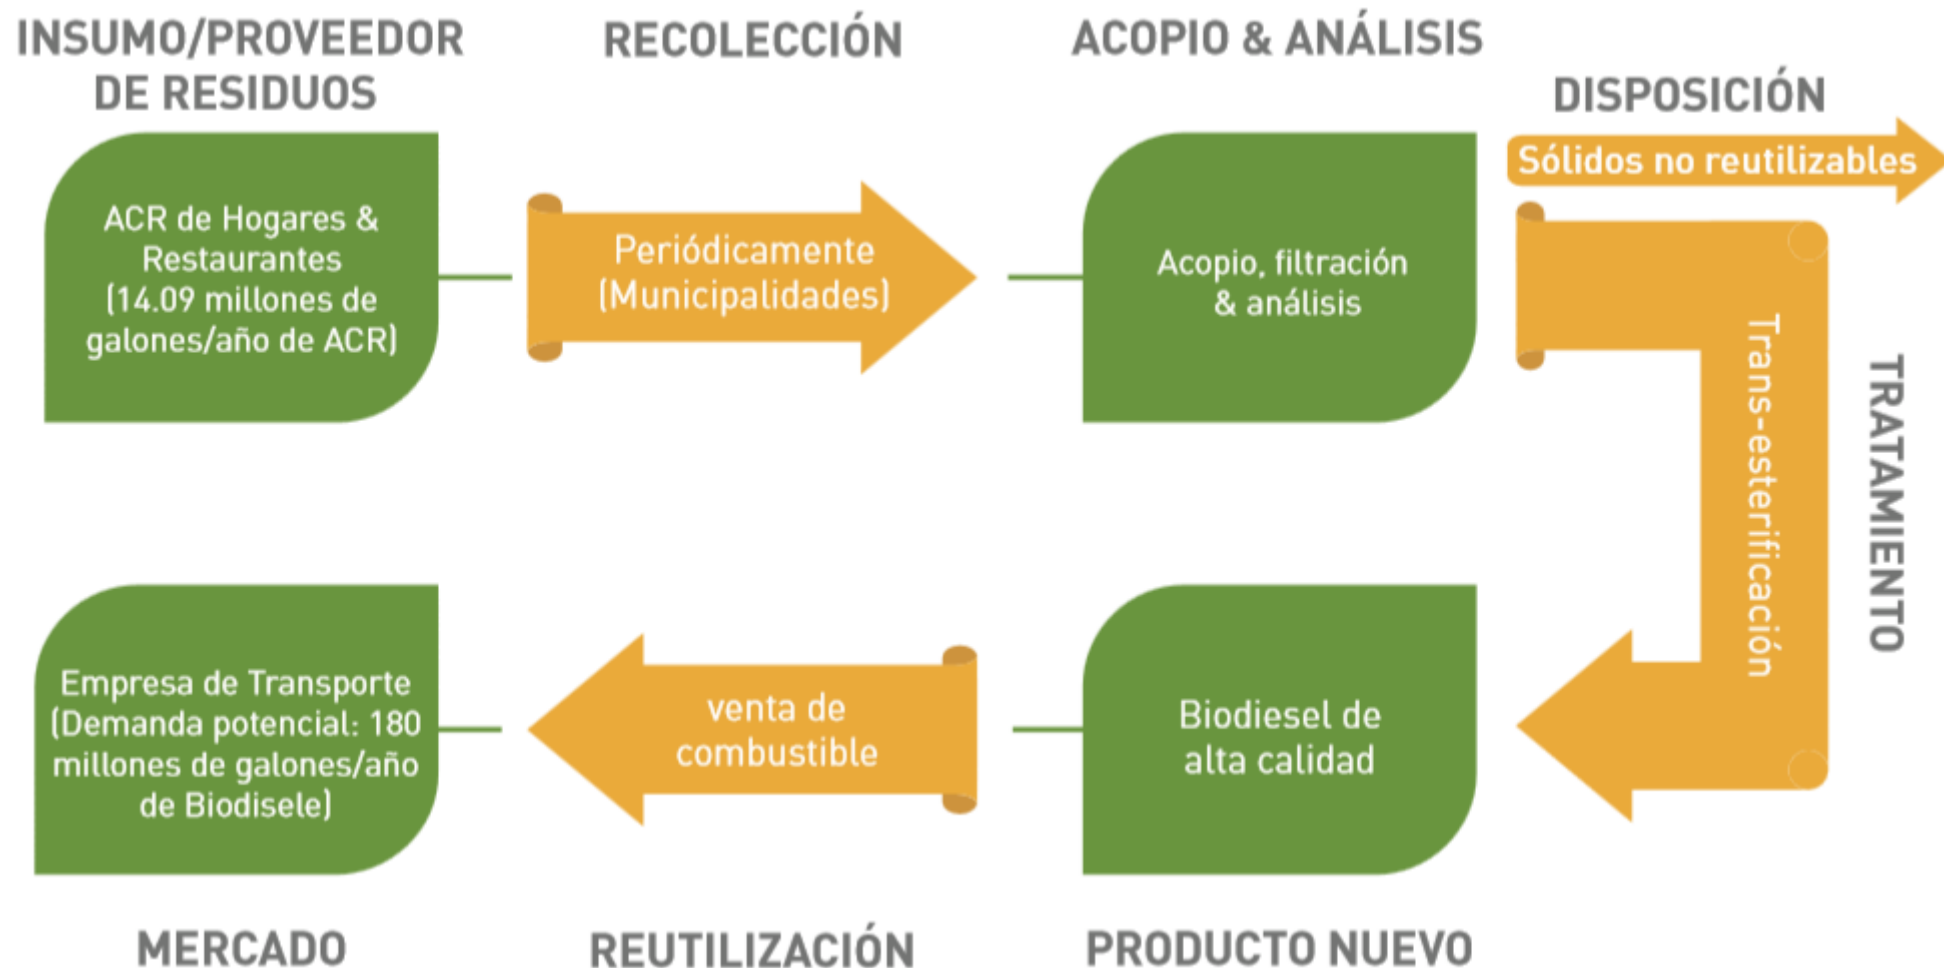 INSUMO/PROVEEDOR
DE RESIDUOS
RECOLECCIÓN
ACOPIO & ANÁLISIS
DISPOSICIÓN
Sólidos no reutilizables
ACR de Hogares &
Restaurantes
(14.09 millones de
galones/año de ACR)
Periódicamente
(Municipalidades)
Acopio, filtración
& análisis
Trans-esterificación
TRATAMIENTO
Empresa de Transporte
(Demanda potencial: 180
millones de galones/año
de Biodisele)
venta de
combustible
Biodiesel de
alta calidad
MERCADO
REUTILIZACIÓN
PRODUCTO NUEVO